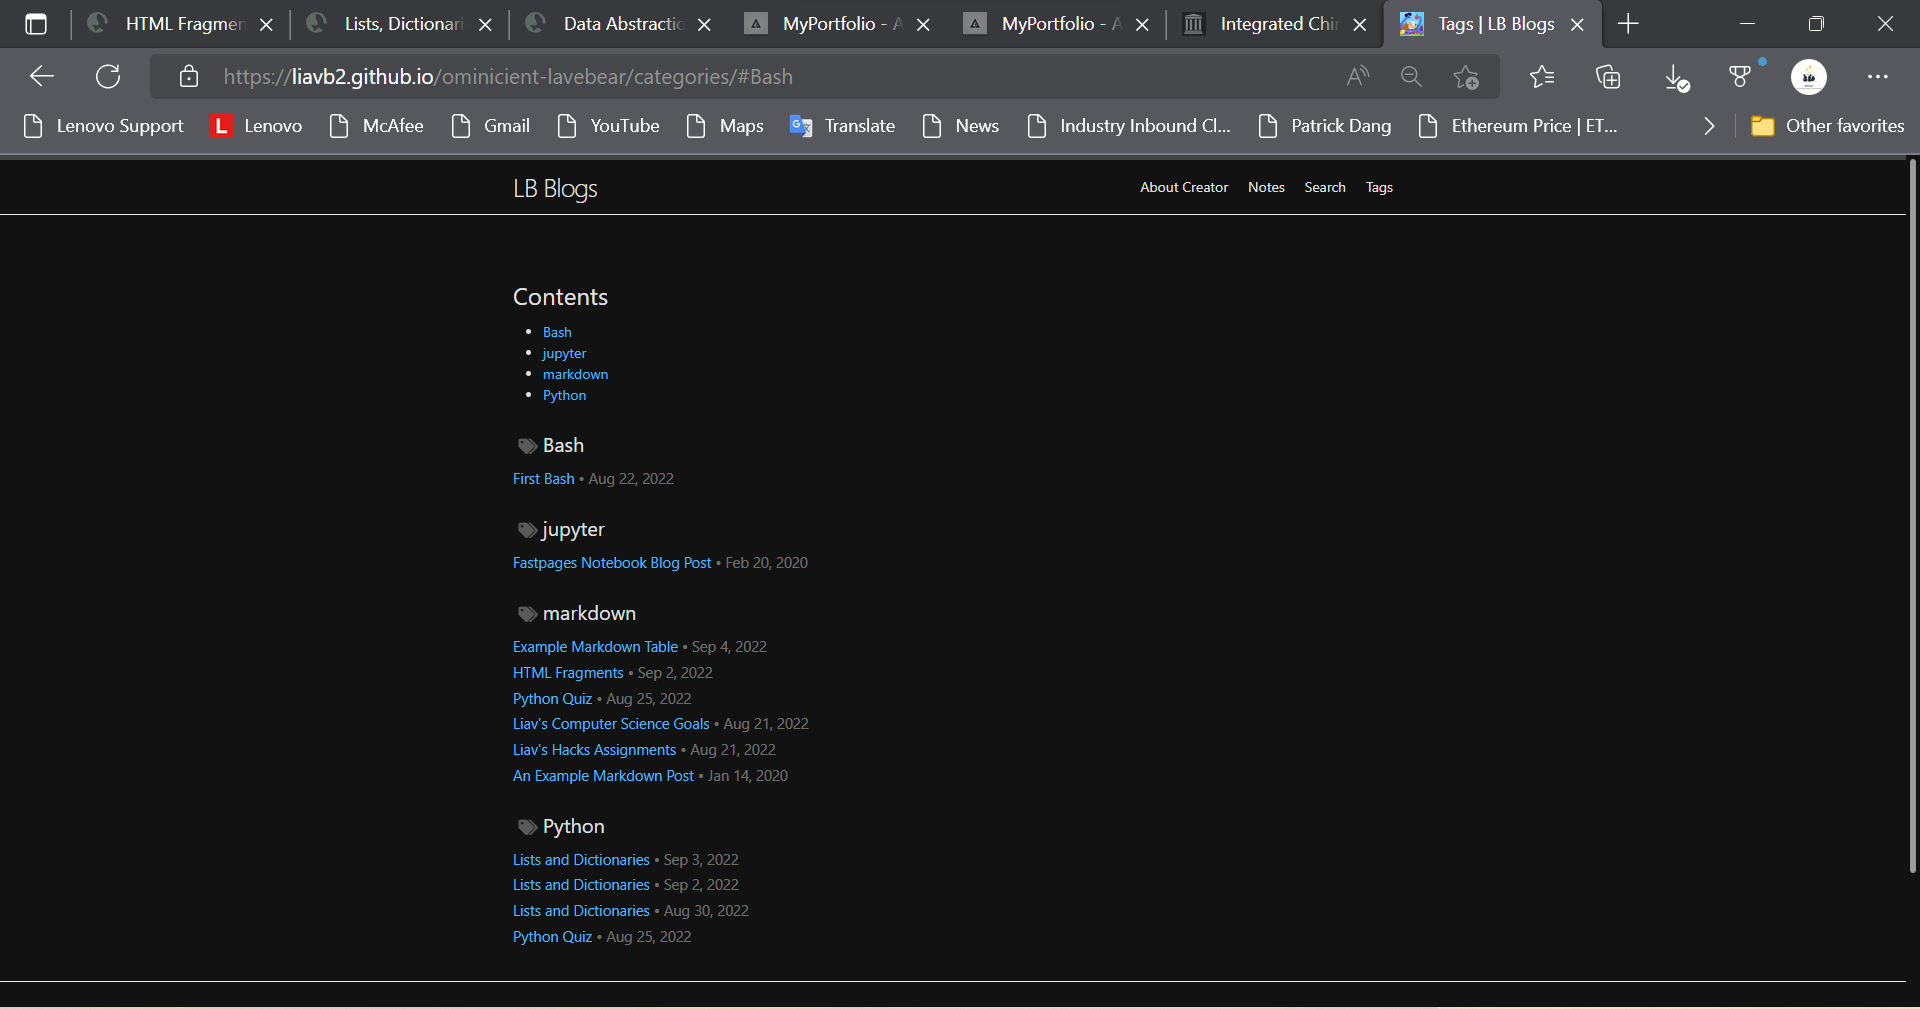 HTML Fragmen
Lists, Dictionari
Data Abstractic
MyPortfolio - A
MyPortfolio - A
Integrated Chi
Tags | LB Blogs
https://liavb2.github.io/ominicient-lavebear/categories/#Bash
Lenovo Support
Lenovo
McAfee
Gmail
YouTube
Maps
Translate
News
Industry Inbound Cl...
Patrick Dang
Ethereum Price | ET...
Other favorites
LB Blogs
About Creator Notes Search Tags
Contents
• Bash
• jupyter
• markdown
• Python
Bash
First Bash • Aug 22, 2022
jupyter
Fastpages Notebook Blog Post • Feb 20, 2020
markdown
Example Markdown Table • Sep 4, 2022
HTML Fragments • Sep 2, 2022
Python Quiz • Aug 25, 2022
Liav's Computer Science Goals • Aug 21, 2022
Liav's Hacks Assignments • Aug 21, 2022
An Example Markdown Post • Jan 14, 2020
Python
Lists and Dictionaries • Sep 3, 2022
Lists and Dictionaries • Sep 2, 2022
Lists and Dictionaries • Aug 30, 2022
Python Quiz • Aug 25, 2022